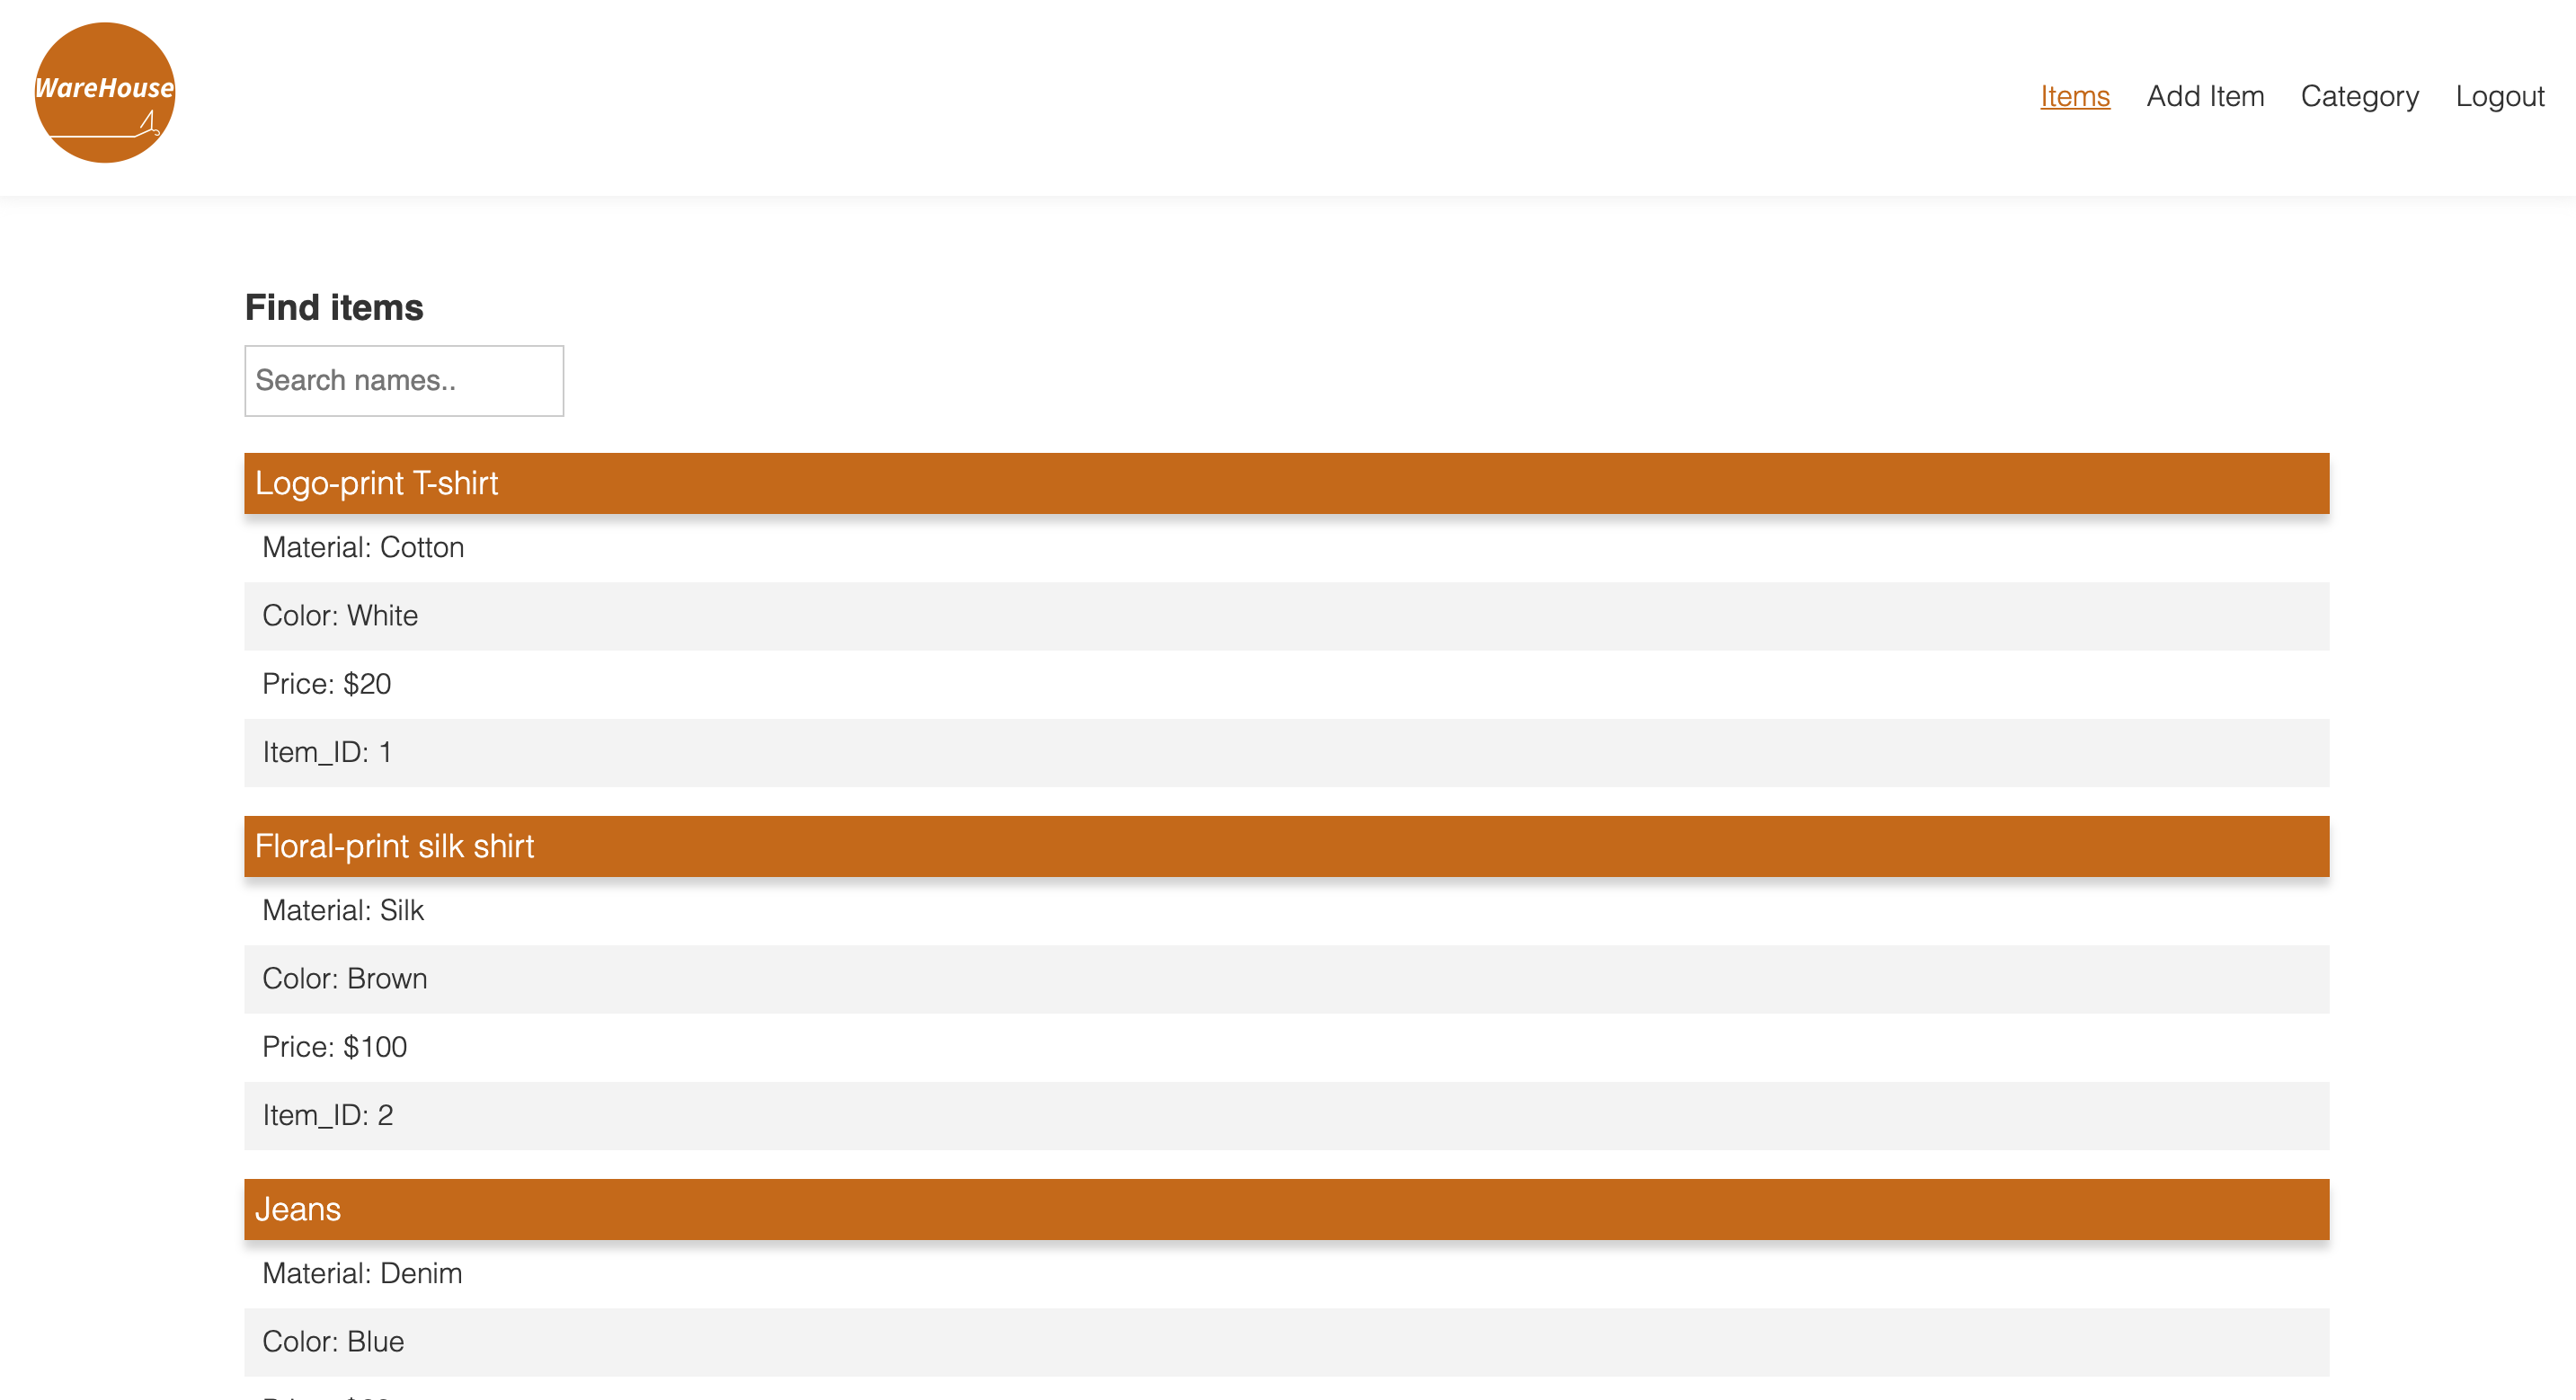 WareHouse
Items Add Item Category Logout
Find items
Search names..
Logo-print T-shirt
Material: Cotton
Color: White
Price: $20
Item_ID: 1
Floral-print silk shirt
Material: Silk
Color: Brown
Price: $100
Item_ID: 2
Jeans
Material: Denim
Color: Blue